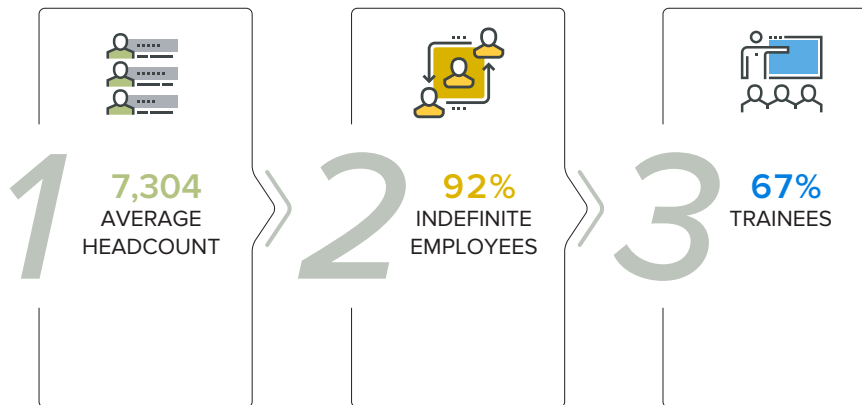 1
7,304
AVERAGE
HEADCOUNT
2
92%
INDEFINITE
EMPLOYEES
3
67%
TRAINEES